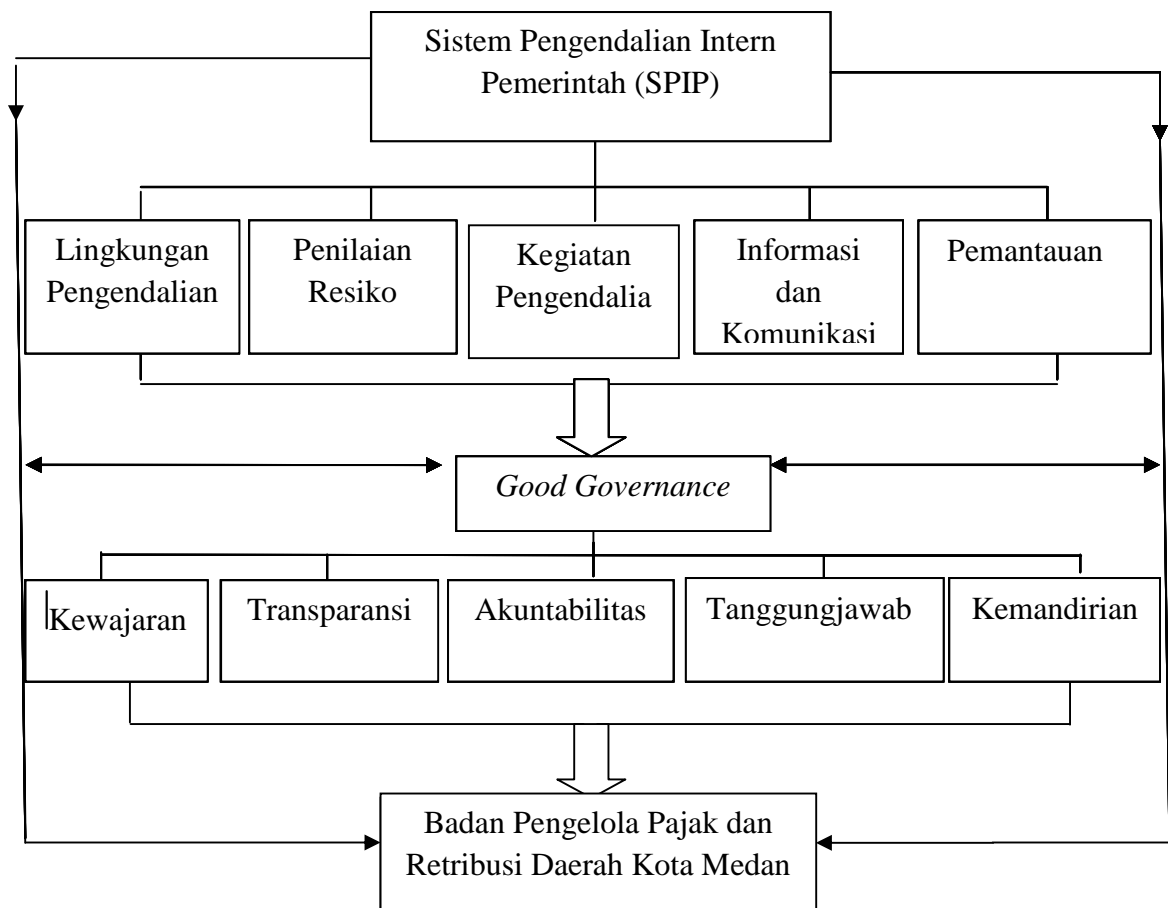 Sistem Pengendalian Intern
Pemerintah (SPIP)
Lingkungan
Pengendalian
Penilaian
Resiko
Kegiatan
Pengendalia
Informasi
dan
Komunikasi
Pemantauan
Good Governance
Kewajaran
Transparansi
Akuntabilitas
Tanggungjawab
Kemandirian
Badan Pengelola Pajak dan
Retribusi Daerah Kota Medan